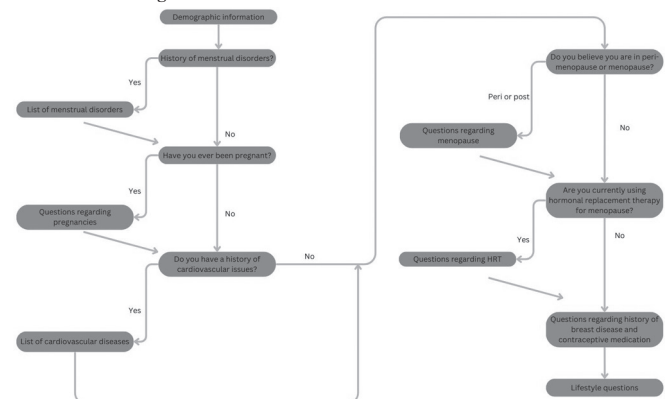 Demographic information
History of menstrual disorders?
Yes
List of menstrual disorders
No
Have you ever been pregnant?
Yes
Questions regarding
pregnancies
No
Do you have a history of
cardiovascular issues?
No
Yes
List of cardiovascular diseases
Do you believe you are in peri-
menopause or menopause?
Peri or post
Questions regarding
menopause
No
Are you currently using
hormonal replacement therapy
for menopause?
Yes
Questions regarding HRT
No
Questions regarding history of
breast disease and
contraceptive medication
Lifestyle questions